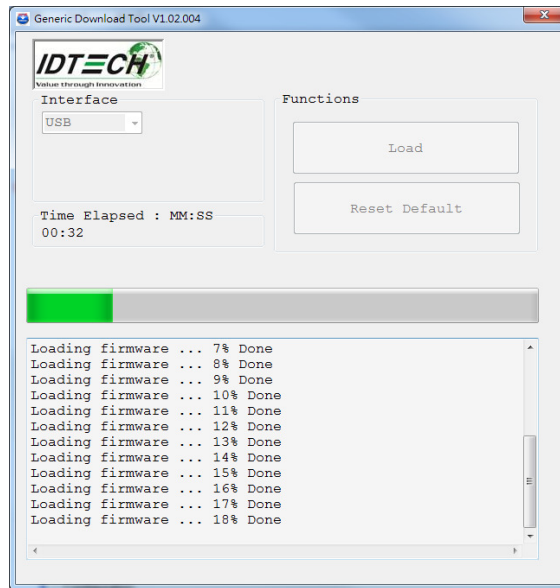 Generic Download Tool V1.02.004
IDTECH
Value through Innovation
Interface
USB
Functions
Load
Reset Default
Time Elapsed : MM:SS
00:32
Loading firmware ... 7% Done
Loading firmware ... 8% Done
Loading firmware ... 9% Done
Loading firmware ... 10% Done
Loading firmware ... 11% Done
Loading firmware ... 12% Done
Loading firmware ... 13% Done
Loading firmware ... 14% Done
Loading firmware ... 15% Done
Loading firmware ... 16% Done
Loading firmware ... 17% Done
Loading firmware ... 18% Done